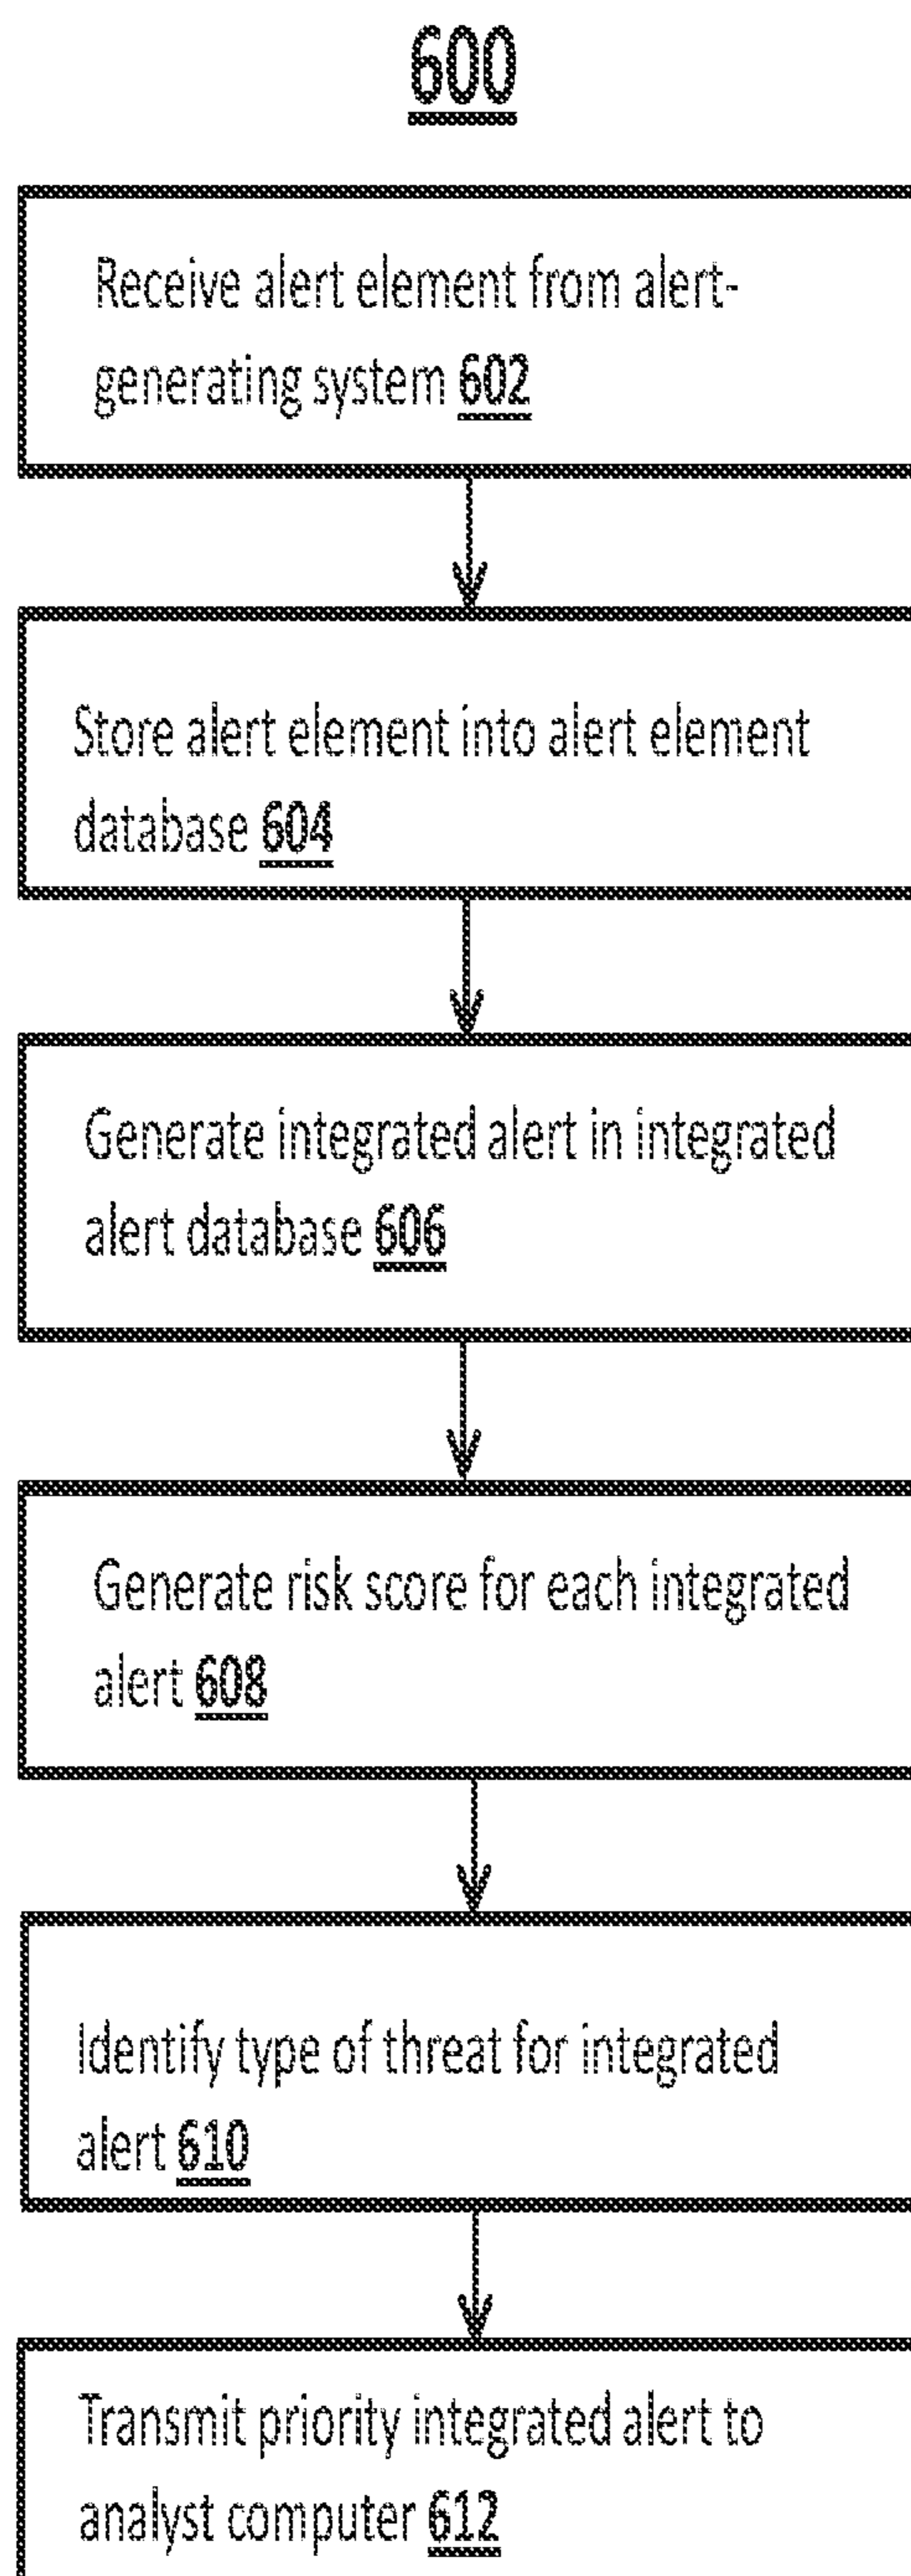 600
Receive alert element from alert-
generating system 602
Store alert element into alert element
database 604
Generate integrated alert in integrated
alert database 606
Generate risk score for each integrated
alert 608
Identify type of threat for integrated
alert 610
Transmit priority integrated alert to
analyst computer 612